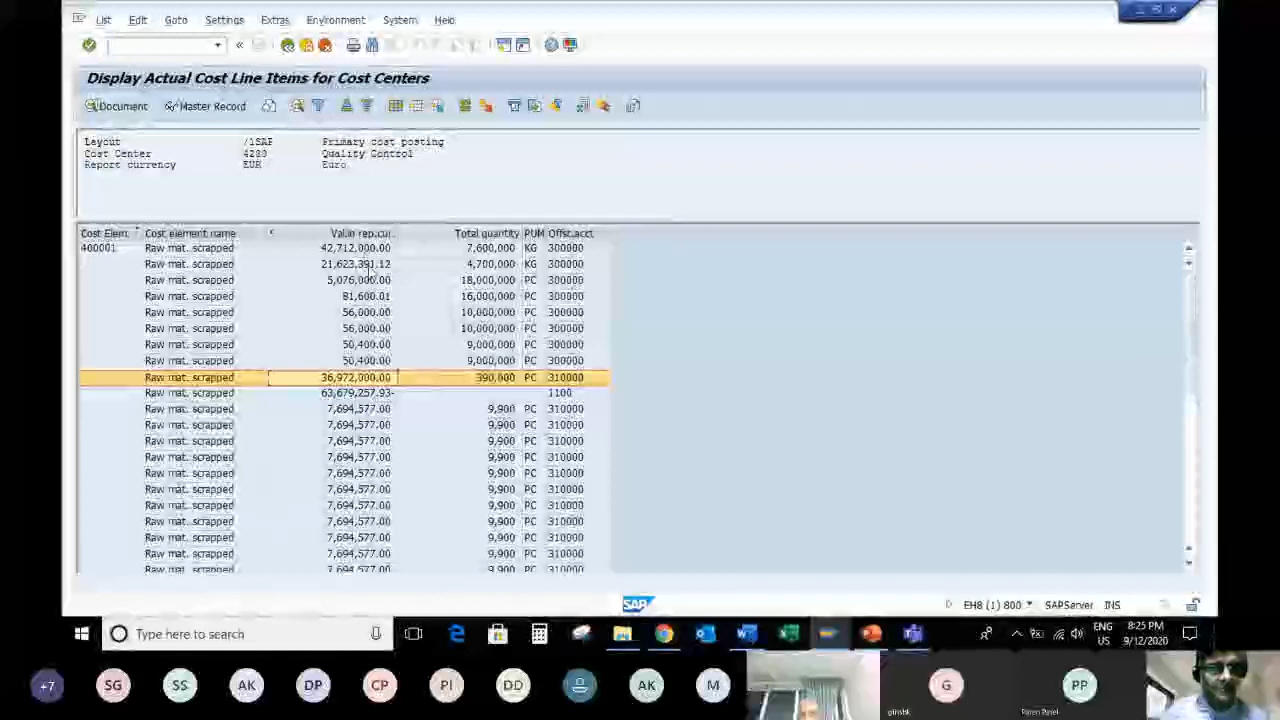 List Edit Goto Settings Extras Environment System Help
Display Actual Cost Line Items for Cost Centers
Document Master Record
Layout /1SAP Primary cost posting
Cost Center 4280 Quality Control
Report currency EUR Euro
Cost Elem. Cost element name Val.in rep.cur. Total quantity PUM Offst.acct
400001 Raw mat. scrapped 42,712,000.00 7,600,000 KG 300000
Raw mat. scrapped 21,623,391.12 4,700,000 KG 300000
Raw mat. scrapped 5,076,000.00 18,000,000 PC 300000
Raw mat. scrapped 81,600.01 16,000,000 PC 300000
Raw mat. scrapped 56,000.00 10,000,000 PC 300000
Raw mat. scrapped 56,000.00 10,000,000 PC 300000
Raw mat. scrapped 50,400.00 9,000,000 PC 300000
Raw mat. scrapped 50,400.00 9,000,000 PC 300000
Raw mat. scrapped 36,972,000.00 390,000 PC 310000
Raw mat. scrapped 63,679,257.93- 1100
Raw mat. scrapped 7,694,577.00 9,900 PC 310000
Raw mat. scrapped 7,694,577.00 9,900 PC 310000
Raw mat. scrapped 7,694,577.00 9,900 PC 310000
Raw mat. scrapped 7,694,577.00 9,900 PC 310000
Raw mat. scrapped 7,694,577.00 9,900 PC 310000
Raw mat. scrapped 7,694,577.00 9,900 PC 310000
Raw mat. scrapped 7,694,577.00 9,900 PC 310000
Raw mat. scrapped 7,694,577.00 9,900 PC 310000
Raw mat. scrapped 7,694,577.00 9,900 PC 310000
Raw mat. scrapped 7,694,577.00 9,900 PC 310000
Raw mat. scrapped 7,694,577.00 9,900 PC 310000
SAP EH8 (1) 800 SAPServer INS
Type here to search
ENG 8:25 PM
US 9/12/2020
+7 SG SS AK DP CP PI DD AK M G PP